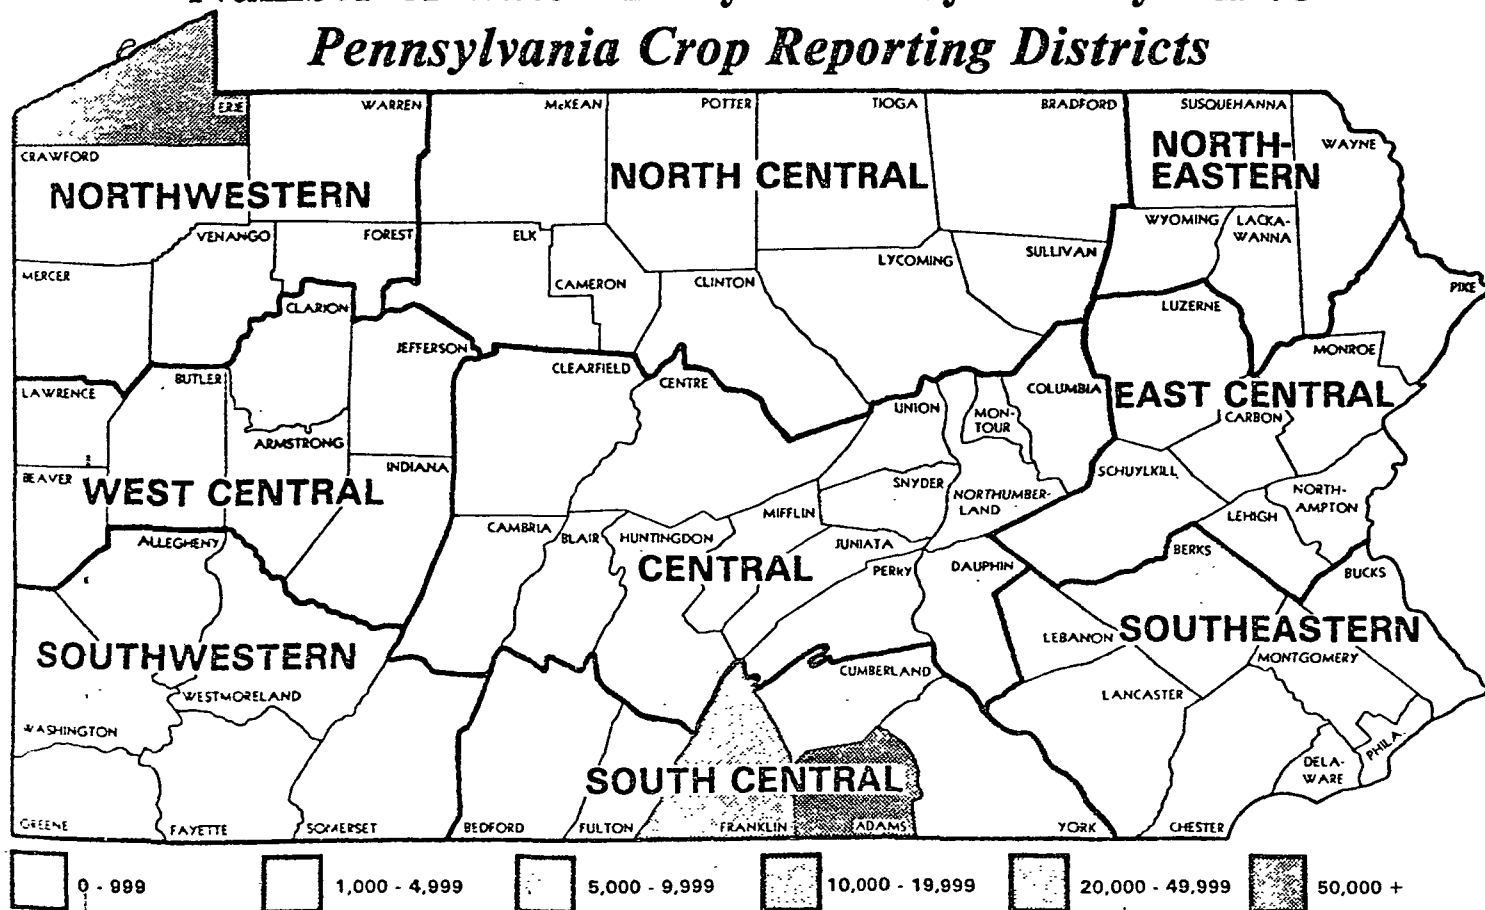 Pennsylvania Crop Reporting Districts
ERIE
WARREN
McKEAN
POTTER
TIOGA
BRADFORD
SUSQUEHANNA
WAYNE
CRAWFORD
NORTHWESTERN
NORTH CENTRAL
NORTH-
EASTERN
VENANGO
FOREST
ELK
CAMERON
CLINTON
LYCOMING
SULLIVAN
WYOMING
LACKA-
WANNA
MERCER
CLARION
JEFFERSON
CLEARFIELD
CENTRE
LUZERNE
PIKE
MONROE
LAWRENCE
BUTLER
ARMSTRONG
INDIANA
UNION
MON-
TOUR
COLUMBIA
EAST CENTRAL
CARBON
BEAVER
WEST CENTRAL
SNYDER
NORTHUMBER-
LAND
SCHUYLKILL
NORTH-
AMPTON
LEHIGH
ALLEGHENY
CAMBRIA
BLAIR
HUNTINGDON
MIFFLIN
JUNIATA
CENTRAL
PERRY
DAUPHIN
BERKS
BUCKS
SOUTHWESTERN
WESTMORELAND
CUMBERLAND
LEBANON
SOUTHEASTERN
MONTGOMERY
LANCASTER
WASHINGTON
SOUTH CENTRAL
DELA-
WARE
PHILA.
GREENE
FAYETTE
SOMERSET
BEDFORD
FULTON
FRANKLIN
ADAMS
YORK
CHESTER
0 - 999
1,000 - 4,999
5,000 - 9,999
10,000 - 19,999
20,000 - 49,999
50,000 +